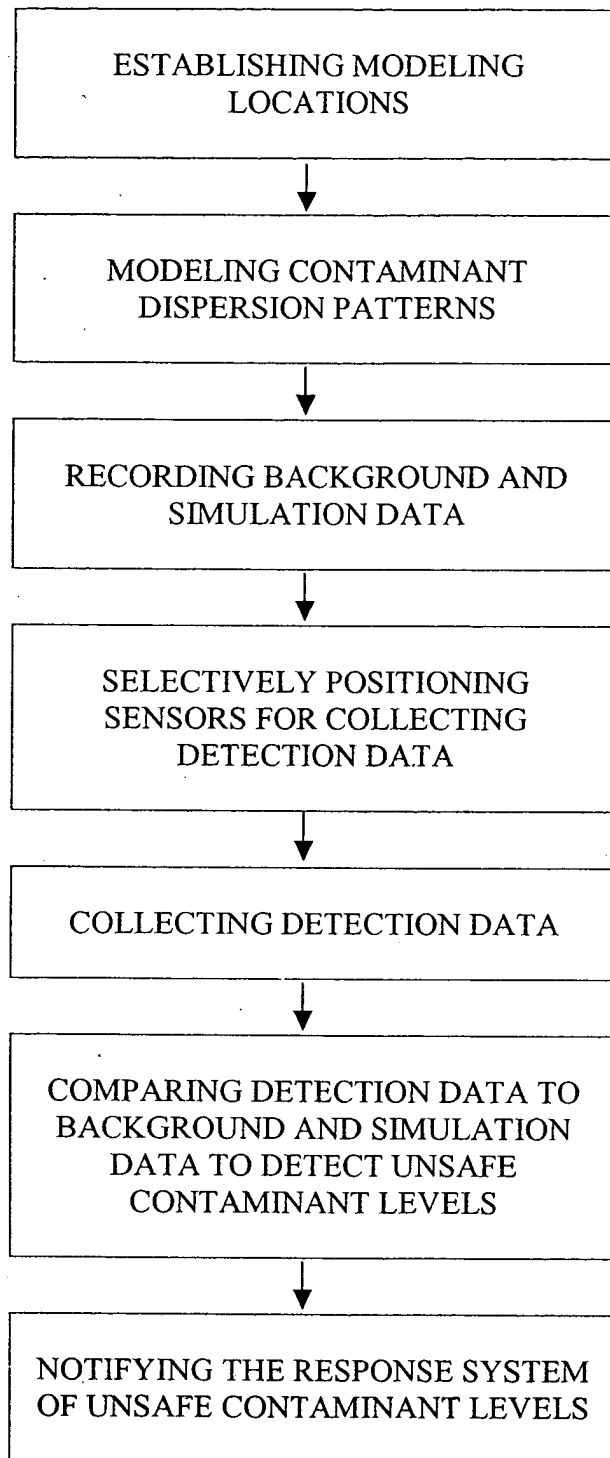 ESTABLISHING MODELING
LOCATIONS
MODELING CONTAMINANT
DISPERSION PATTERNS
RECORDING BACKGROUND AND
SIMULATION DATA
SELECTIVELY POSITIONING
SENSORS FOR COLLECTING
DETECTION DATA
COLLECTING DETECTION DATA
COMPARING DETECTION DATA TO
BACKGROUND AND SIMULATION
DATA TO DETECT UNSAFE
CONTAMINANT LEVELS
NOTIFYING THE RESPONSE SYSTEM
OF UNSAFE CONTAMINANT LEVELS